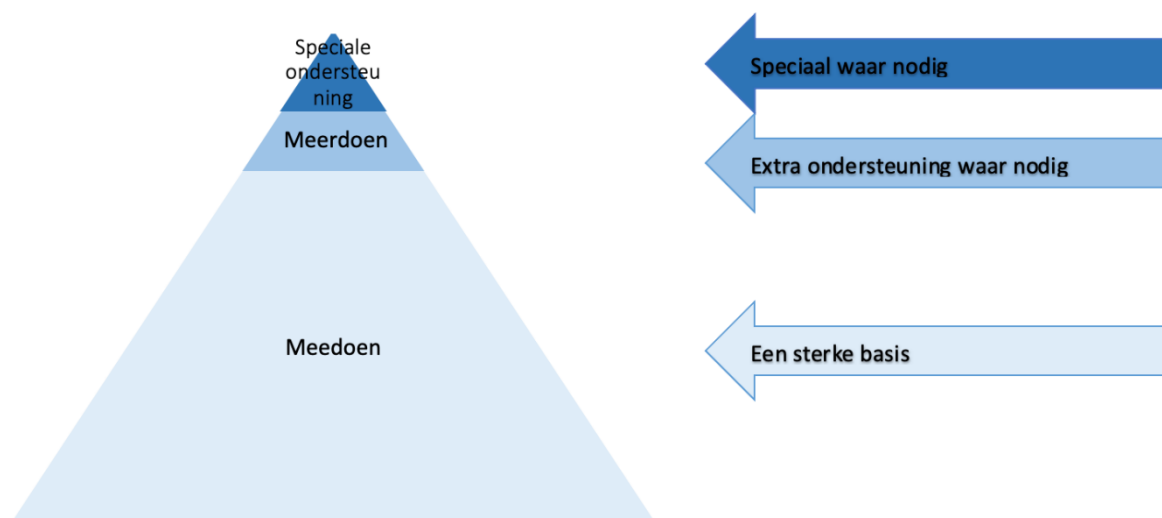 Speciale
ondersteu
ning
Meerdoen
Meedoen
Speciaal waar nodig
Extra ondersteuning waar nodig
Een sterke basis